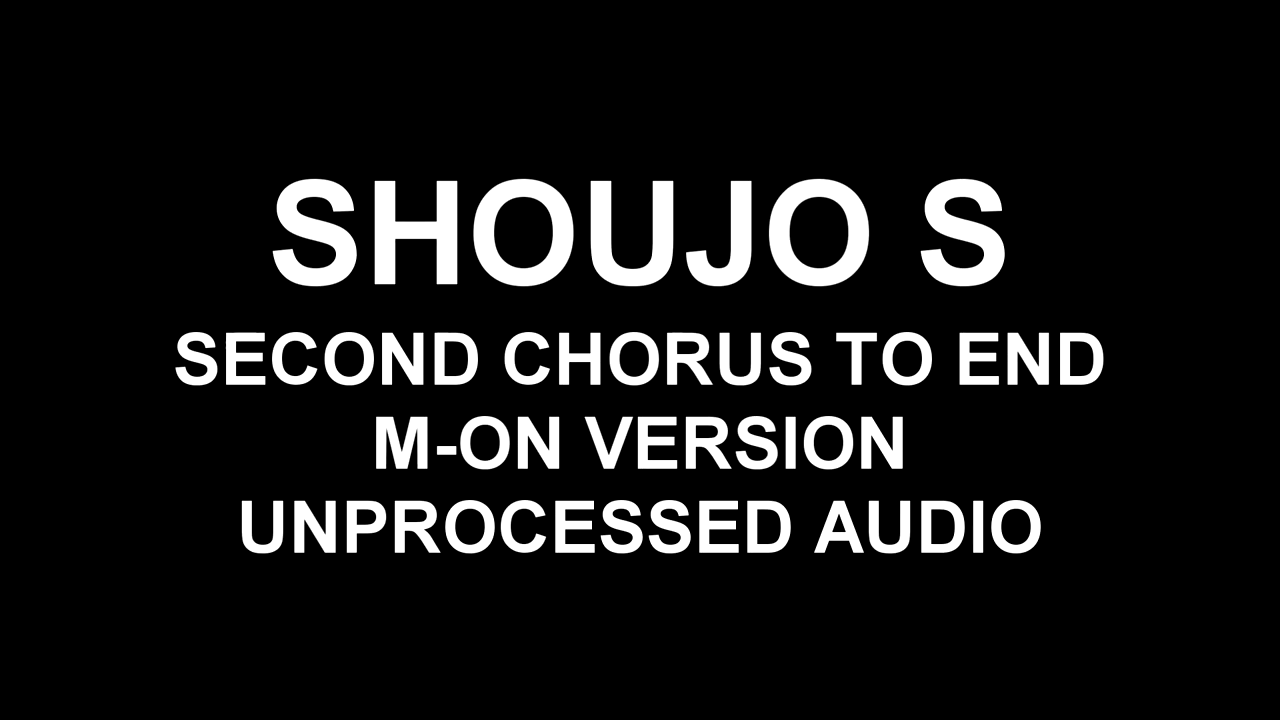 SHOUJO S
SECOND CHORUS TO END
M-ON VERSION
UNPROCESSED AUDIO